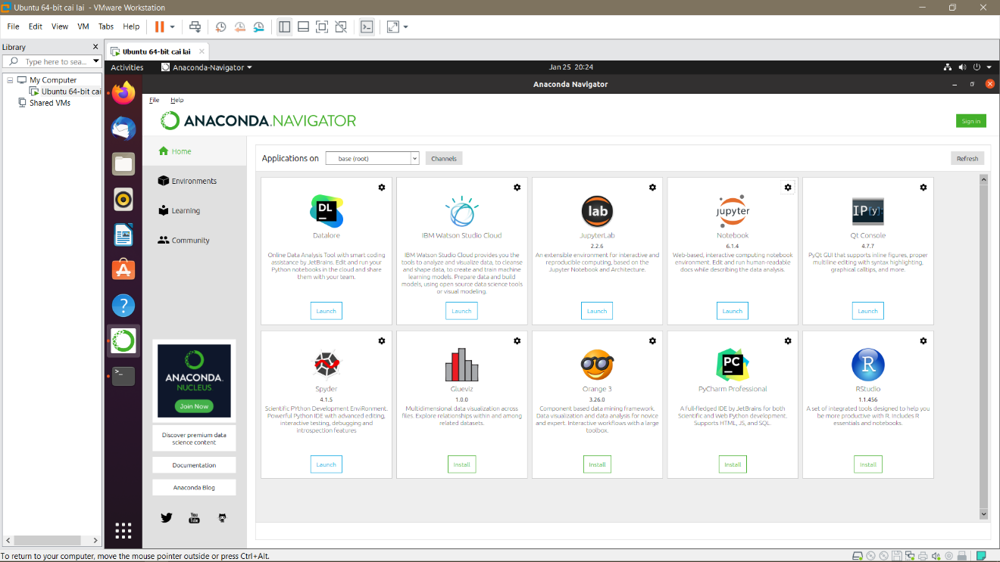 Ubuntu 64-bit cai lai - VMware Workstation
File Edit View VM Tabs Help
Library
Type here to sea...
My Computer
Ubuntu 64-bit cai
Shared VMs
Ubuntu 64-bit cai lai
Activities Anaconda-Navigator Jan 25 20:24
Anaconda Navigator
File Help
ANACONDA.NAVIGATOR
Sign in
Home
Environments
Learning
Community
Applications on base (root) Channels Refresh
DL
Datalore
Online Data Analysis Tool with smart coding
assistance by JetBrains. Edit and run your
Python notebooks in the cloud and share
them with your team.
Launch
IBM Watson Studio Cloud
IBM Watson Studio Cloud provides you the
tools to analyze and visualize data, to cleanse
and shape data, to create and train machine
learning models. Prepare data and build
models, using open source data science tools
or visual modeling.
Launch
lab
JupyterLab
2.2.6
An extensible environment for interactive and
reproducible computing, based on the
Jupyter Notebook and Architecture.
Launch
jupyter
Notebook
6.1.4
Web-based, interactive computing notebook
environment. Edit and run human-readable
docs while describing the data analysis.
Launch
IP[y]:
Qt Console
4.7.7
PyQt GUI that supports inline figures, proper
multiline editing with syntax highlighting,
graphical calltips, and more.
Launch
Spyder
4.1.5
Scientific PYthon Development EnviRonment.
Powerful Python IDE with advanced editing,
interactive testing, debugging and
introspection features
Launch
Glueviz
1.0.0
Multidimensional data visualization across
files. Explore relationships within and among
related datasets.
Install
Orange 3
3.26.0
Component based data mining framework.
Data visualization and data analysis for novice
and expert. Interactive workflows with a large
toolbox.
Install
PC
PyCharm Professional
A full-fledged IDE by JetBrains for both
Scientific and Web Python development.
Supports HTML, JS, and SQL.
Install
R
RStudio
1.1.456
A set of integrated tools designed to help you
be more productive with R. Includes R
essentials and notebooks.
Install
ANACONDA.
NUCLEUS
Join Now
Discover premium data
science content
Documentation
Anaconda Blog
You
Tube
To return to your computer, move the mouse pointer outside or press Ctrl+Alt.